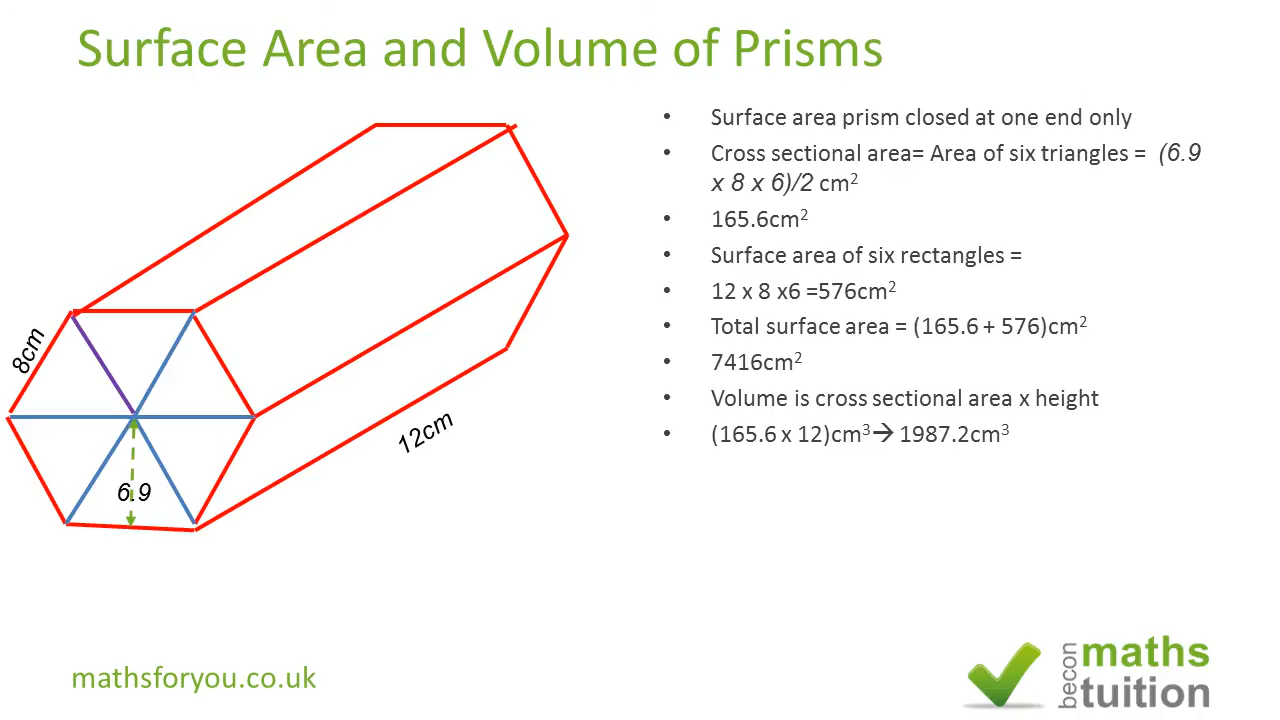 Surface Area and Volume of Prisms
• Surface area prism closed at one end only
• Cross sectional area= Area of six triangles = (6.9
x 8 x 6)/2 cm²
• 165.6cm²
• Surface area of six rectangles =
• 12 x 8 x6 =576cm²
• Total surface area = (165.6 + 576)cm²
• 7416cm²
• Volume is cross sectional area x height
• (165.6 x 12)cm³→ 1987.2cm³
8cm
12cm
6.9
mathsforyou.co.uk
becon
maths
tuition